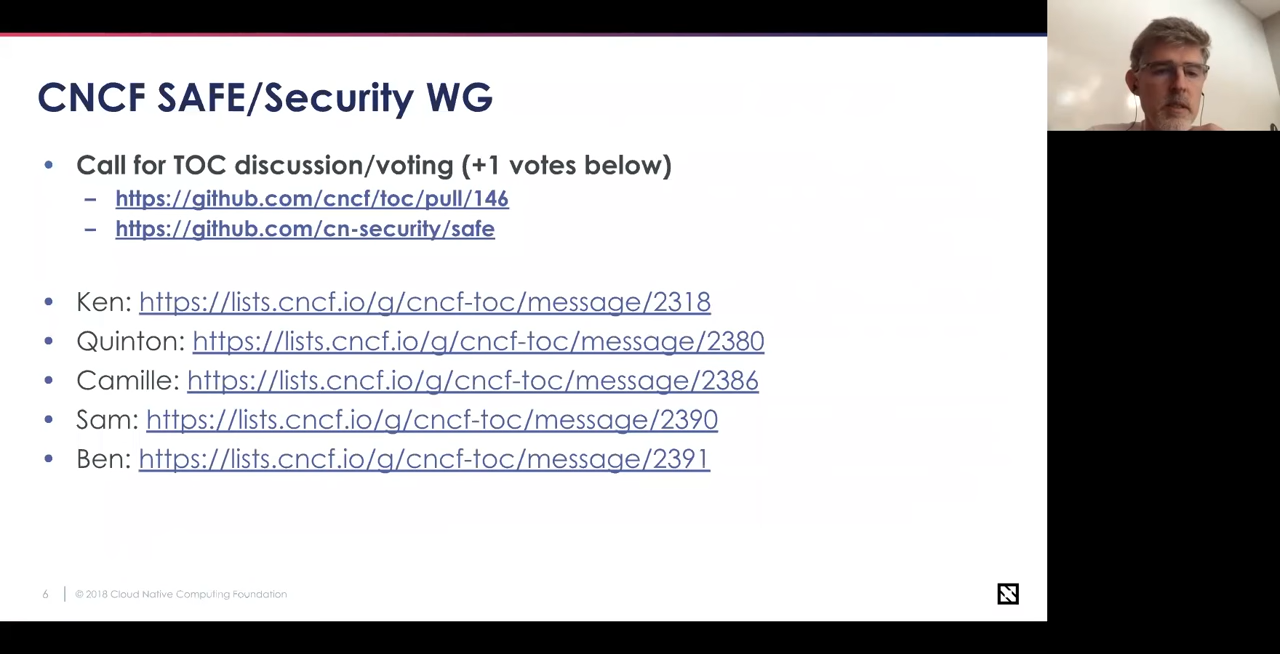 CNCF SAFE/Security WG
• Call for TOC discussion/voting (+1 votes below)
– https://github.com/cncf/toc/pull/146
– https://github.com/cn-security/safe
• Ken: https://lists.cncf.io/g/cncf-toc/message/2318
• Quinton: https://lists.cncf.io/g/cncf-toc/message/2380
• Camille: https://lists.cncf.io/g/cncf-toc/message/2386
• Sam: https://lists.cncf.io/g/cncf-toc/message/2390
• Ben: https://lists.cncf.io/g/cncf-toc/message/2391
6 | © 2018 Cloud Native Computing Foundation